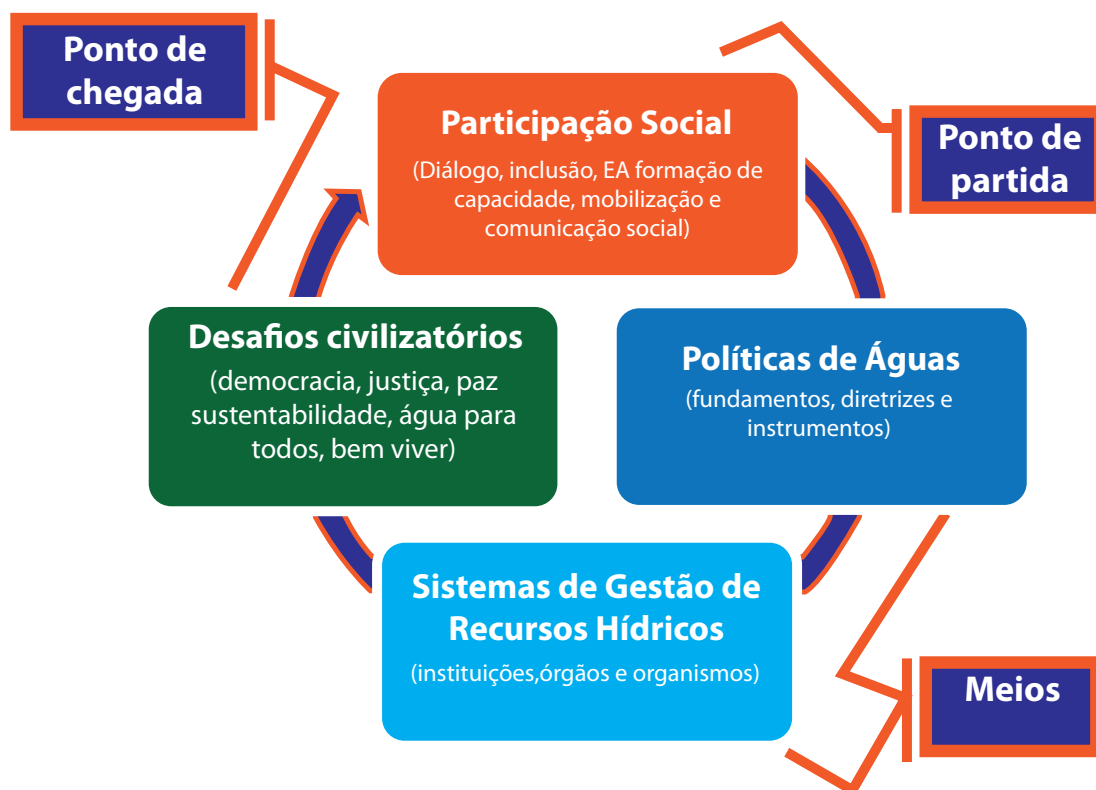 Ponto de
chegada
Participação Social
(Diálogo, inclusão, EA formação de
capacidade, mobilização e
comunicação social)
Ponto de
partida
Desafios civilizatórios
(democracia, justiça, paz
sustentabilidade, água para
todos, bem viver)
Políticas de Águas
(fundamentos, diretrizes e
instrumentos)
Sistemas de Gestão de
Recursos Hídricos
(instituições,órgãos e organismos)
Meios